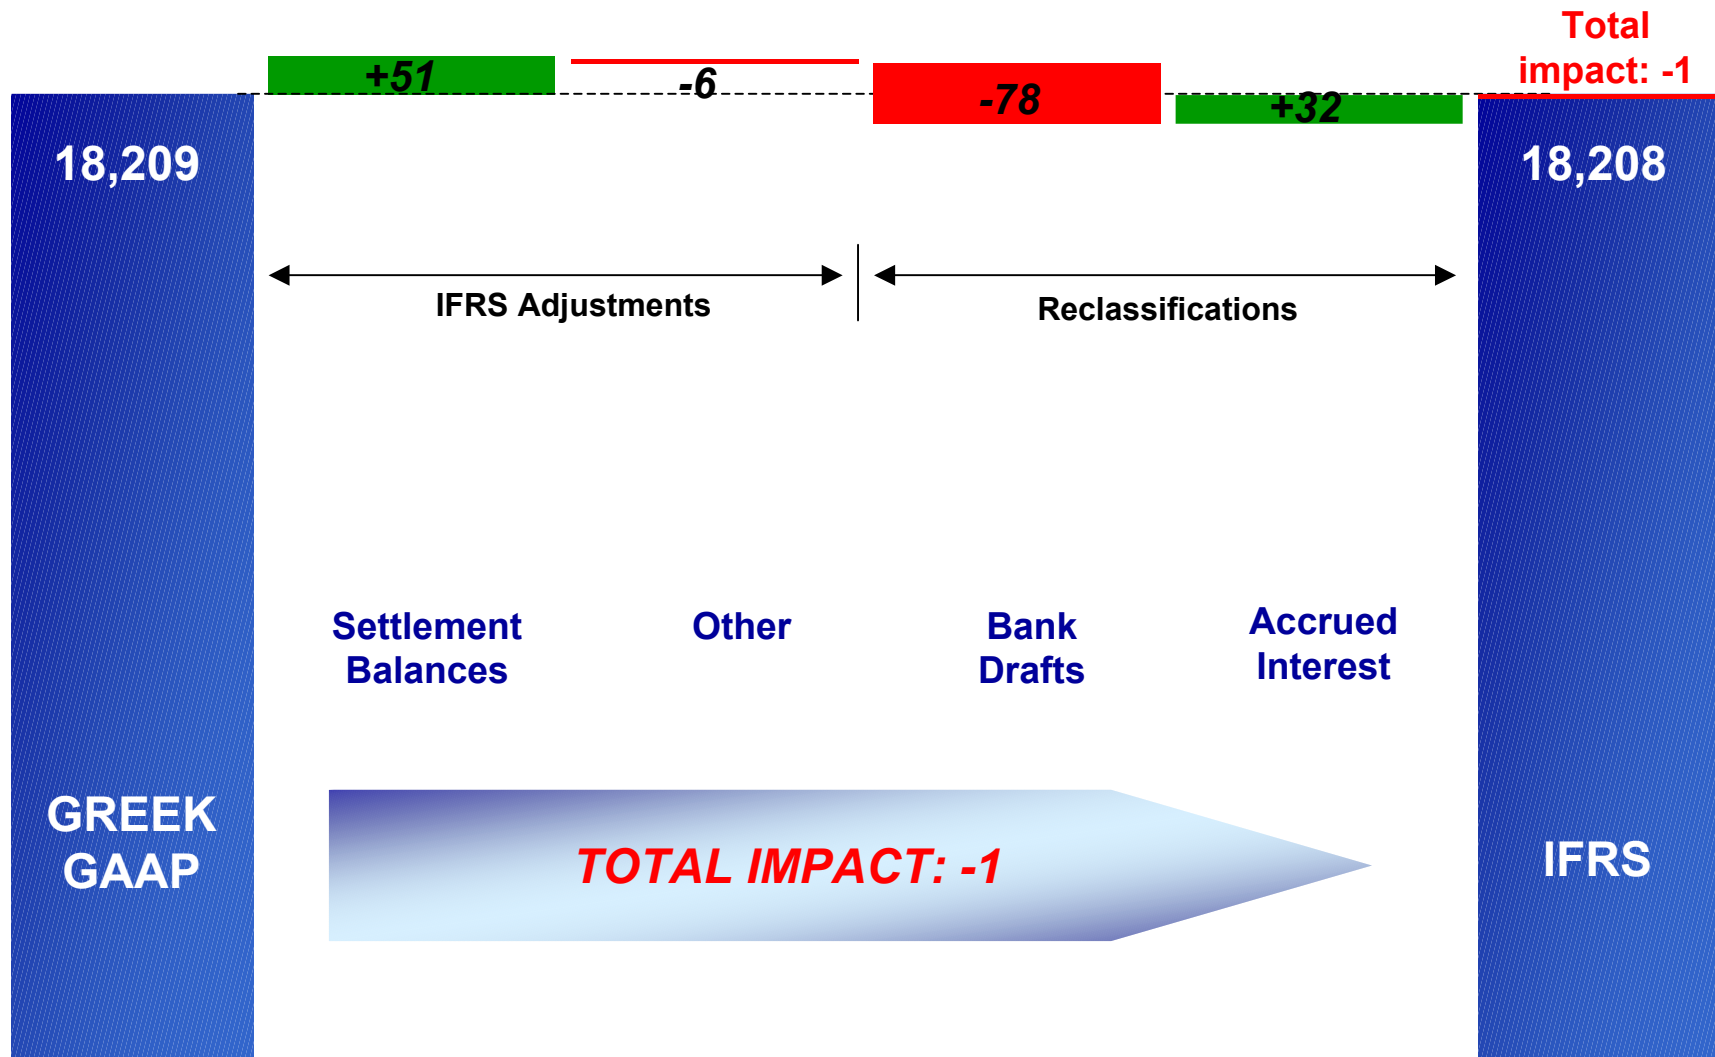 Total
impact: -1
+51
-6
-78
+32
18,209
18,208
IFRS Adjustments
Reclassifications
Settlement
Balances
Other
Bank
Drafts
Accrued
Interest
GREEK
GAAP
TOTAL IMPACT: -1
IFRS